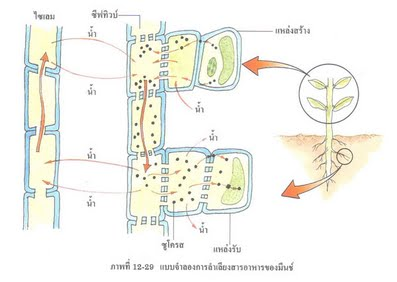 ไซเลม
ซีฟทิวบ์
น้ำ
แหล่งสร้าง
น้ำ
น้ำ
น้ำ
น้ำ
น้ำ
น้ำ
ซูโครส
แหล่งรับ
ภาพที่ 12-29 แบบจำลองการลำเลียงสารอาหารของมึนช์